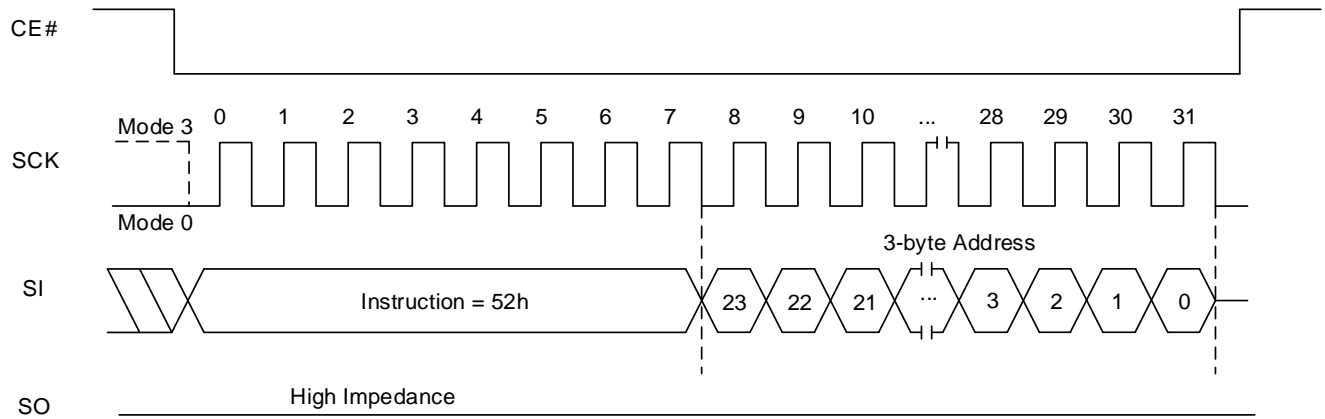 CE#
0 1 2 3 4 5 6 7 8 9 10 ... 28 29 30 31
Mode 3
SCK
Mode 0
3-byte Address
SI
Instruction = 52h 23 22 21 ... 3 2 1 0
High Impedance
SO